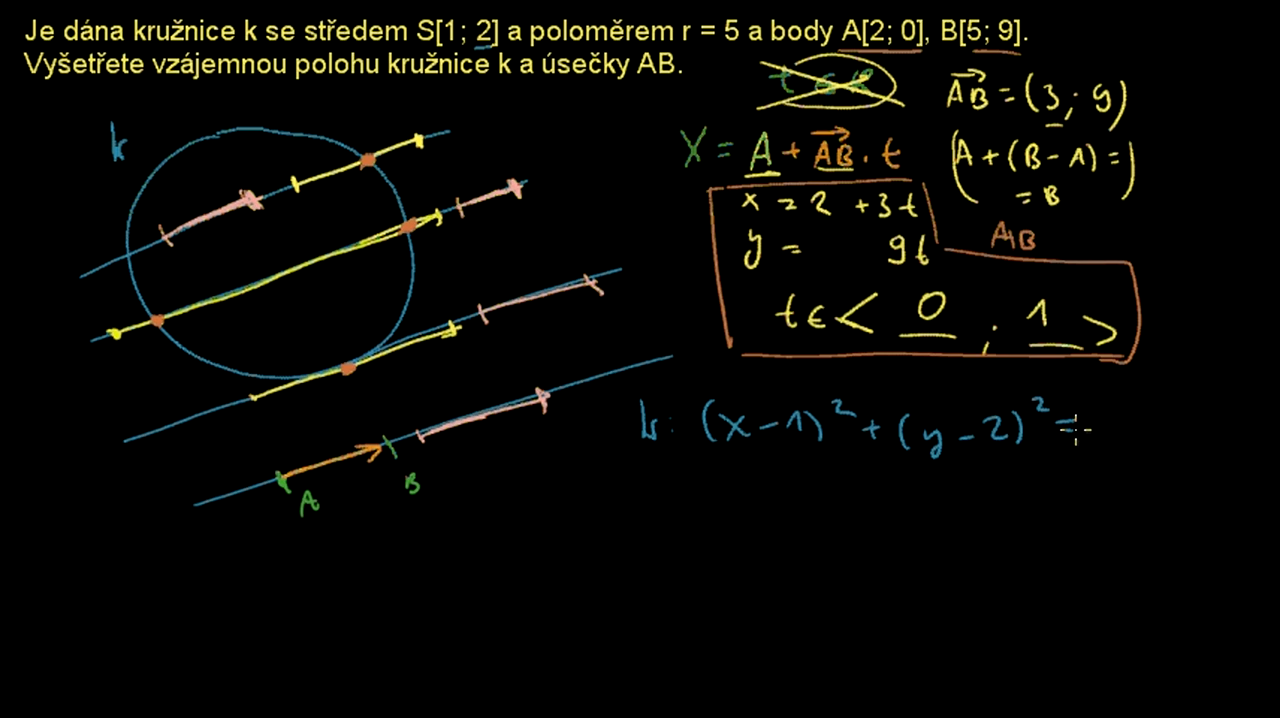 Je dána kružnice k se středem S[1; 2] a poloměrem r = 5 a body A[2; 0], B[5; 9].
Vyšetřete vzájemnou polohu kružnice k a úsečky AB.
k
AB = (3; 9)
X = A + AB · t
(A + (B - A) =)
= B
x = 2 + 3t
y = 9t
AB
t ∈ < 0 ; 1 >
k: (x - 1)² + (y - 2)² =
A
B